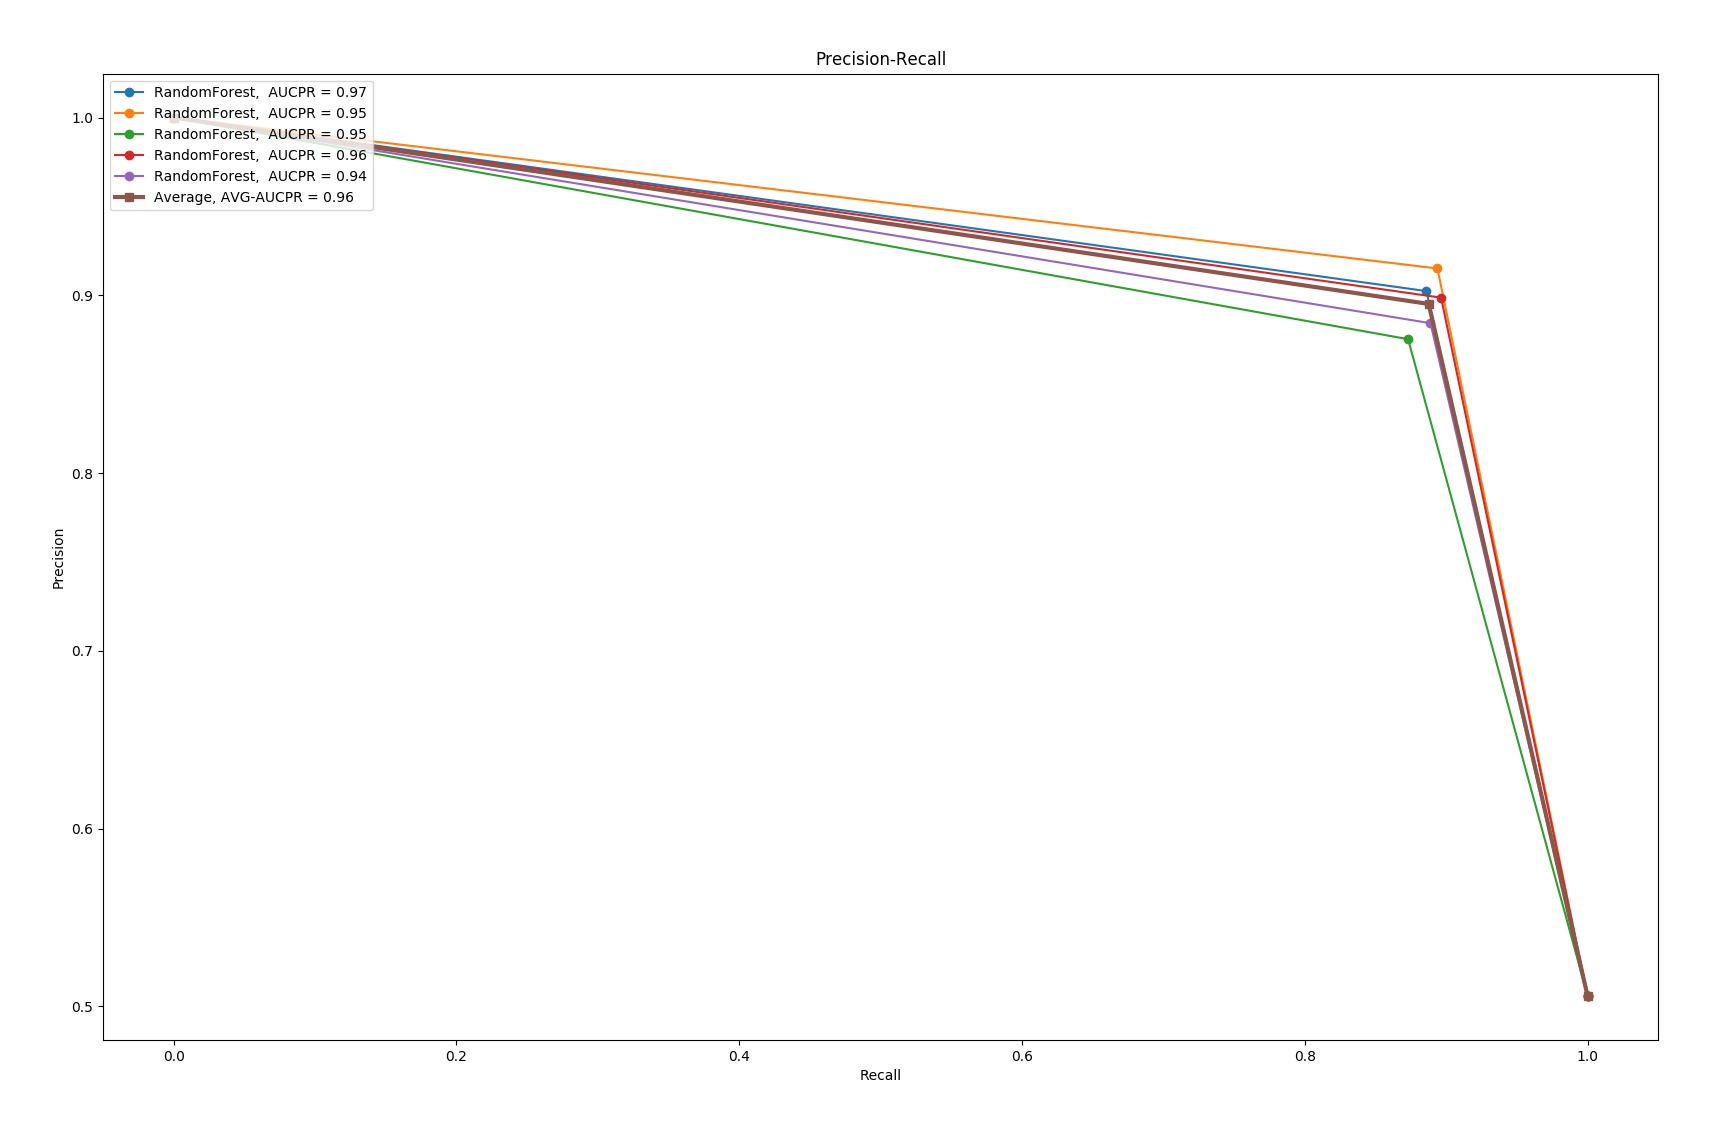 Precision-Recall
RandomForest,  AUCPR = 0.97
RandomForest,  AUCPR = 0.95
RandomForest,  AUCPR = 0.95
RandomForest,  AUCPR = 0.96
RandomForest,  AUCPR = 0.94
Average, AVG-AUCPR = 0.96
1.0
0.9
0.8
0.7
0.6
0.5
Precision
0.0
0.2
0.4
0.6
0.8
1.0
Recall